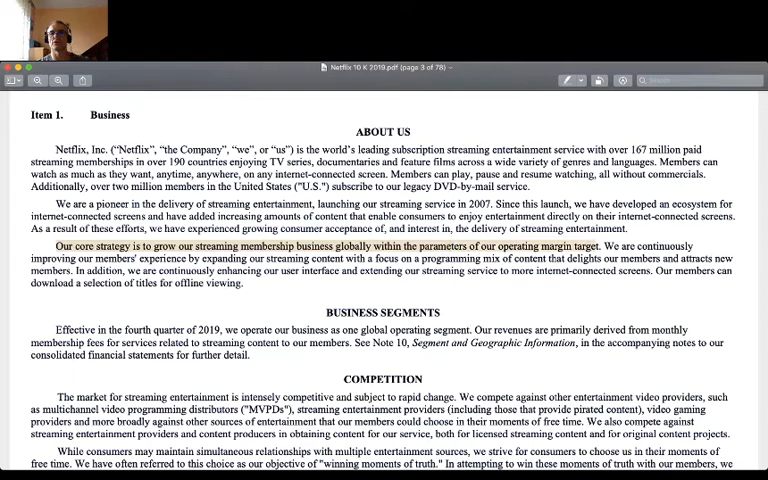 Netflix 10 K 2019.pdf (page 3 of 78)
Search
Item 1. Business
ABOUT US
Netflix, Inc. (“Netflix”, “the Company”, “we”, or “us”) is the world’s leading subscription streaming entertainment service with over 167 million paid
streaming memberships in over 190 countries enjoying TV series, documentaries and feature films across a wide variety of genres and languages. Members can
watch as much as they want, anytime, anywhere, on any internet-connected screen. Members can play, pause and resume watching, all without commercials.
Additionally, over two million members in the United States ("U.S.") subscribe to our legacy DVD-by-mail service.
We are a pioneer in the delivery of streaming entertainment, launching our streaming service in 2007. Since this launch, we have developed an ecosystem for
internet-connected screens and have added increasing amounts of content that enable consumers to enjoy entertainment directly on their internet-connected screens.
As a result of these efforts, we have experienced growing consumer acceptance of, and interest in, the delivery of streaming entertainment.
Our core strategy is to grow our streaming membership business globally within the parameters of our operating margin target. We are continuously
improving our members' experience by expanding our streaming content with a focus on a programming mix of content that delights our members and attracts new
members. In addition, we are continuously enhancing our user interface and extending our streaming service to more internet-connected screens. Our members can
download a selection of titles for offline viewing.
BUSINESS SEGMENTS
Effective in the fourth quarter of 2019, we operate our business as one global operating segment. Our revenues are primarily derived from monthly
membership fees for services related to streaming content to our members. See Note 10, Segment and Geographic Information, in the accompanying notes to our
consolidated financial statements for further detail.
COMPETITION
The market for streaming entertainment is intensely competitive and subject to rapid change. We compete against other entertainment video providers, such
as multichannel video programming distributors ("MVPDs"), streaming entertainment providers (including those that provide pirated content), video gaming
providers and more broadly against other sources of entertainment that our members could choose in their moments of free time. We also compete against
streaming entertainment providers and content producers in obtaining content for our service, both for licensed streaming content and for original content projects.
While consumers may maintain simultaneous relationships with multiple entertainment sources, we strive for consumers to choose us in their moments of
free time. We have often referred to this choice as our objective of "winning moments of truth." In attempting to win these moments of truth with our members, we